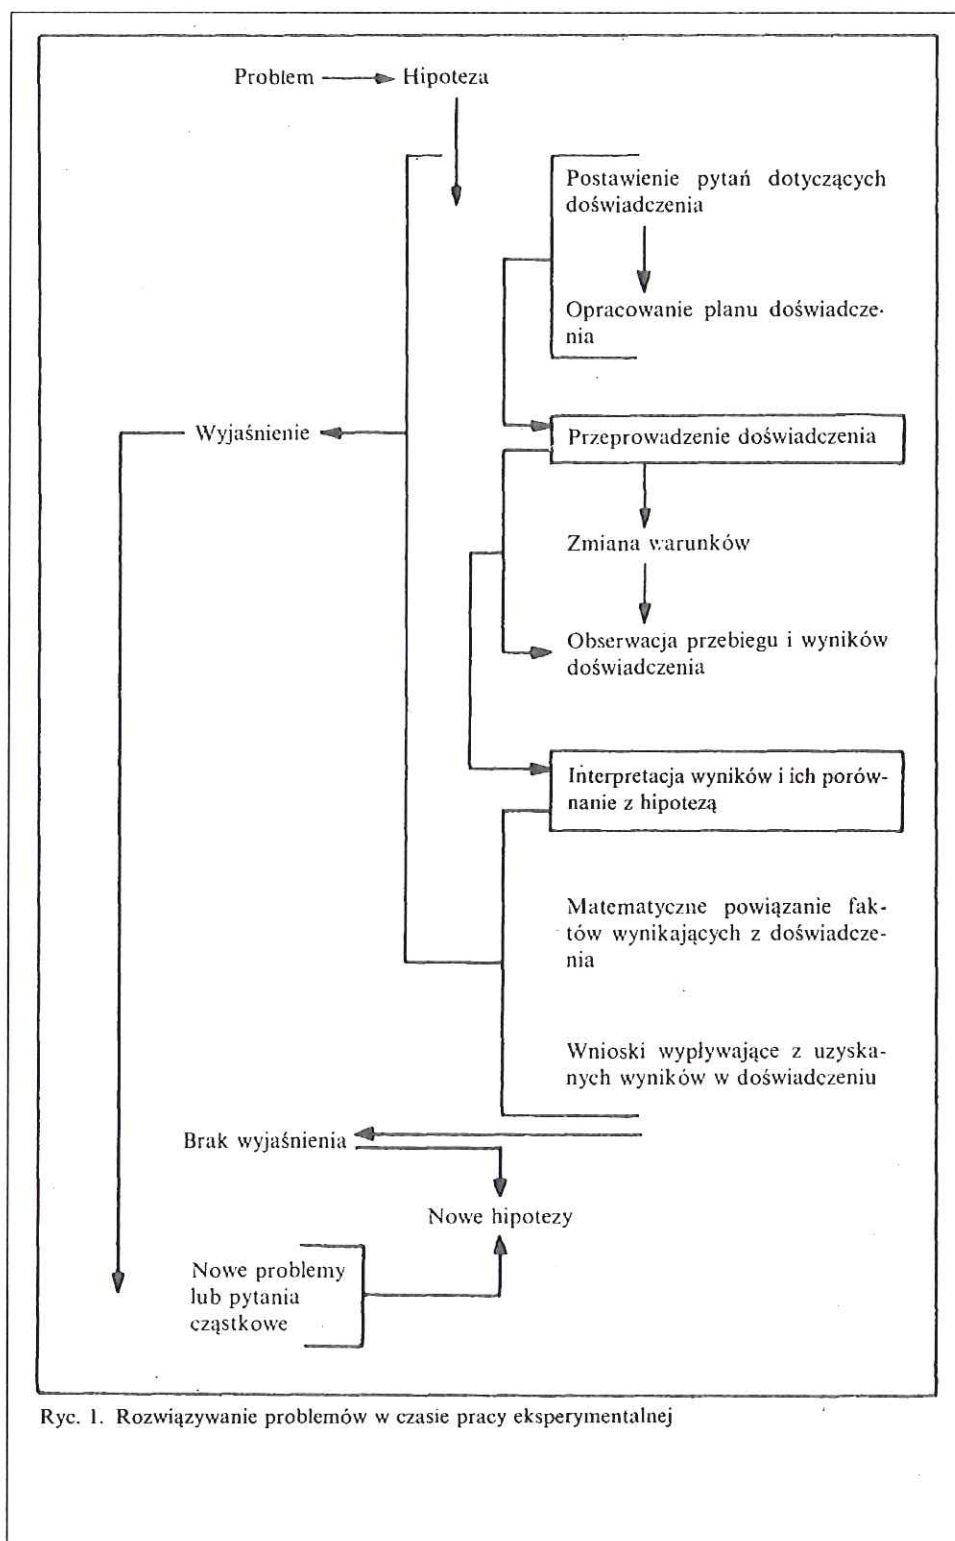 Problem Hipoteza
Postawienie pytań dotyczących
doświadczenia
Opracowanie planu doświadcze-
nia
Wyjaśnienie
Przeprowadzenie doświadczenia
Zmiana warunków
Obserwacja przebiegu i wyników
doświadczenia
Interpretacja wyników i ich porów-
nanie z hipotezą
Matematyczne powiązanie fak-
tów wynikających z doświadcze-
nia
Wnioski wypływające z uzyska-
nych wyników w doświadczeniu
Brak wyjaśnienia
Nowe hipotezy
Nowe problemy
lub pytania
cząstkowe
Ryc. 1. Rozwiązywanie problemów w czasie pracy eksperymentalnej